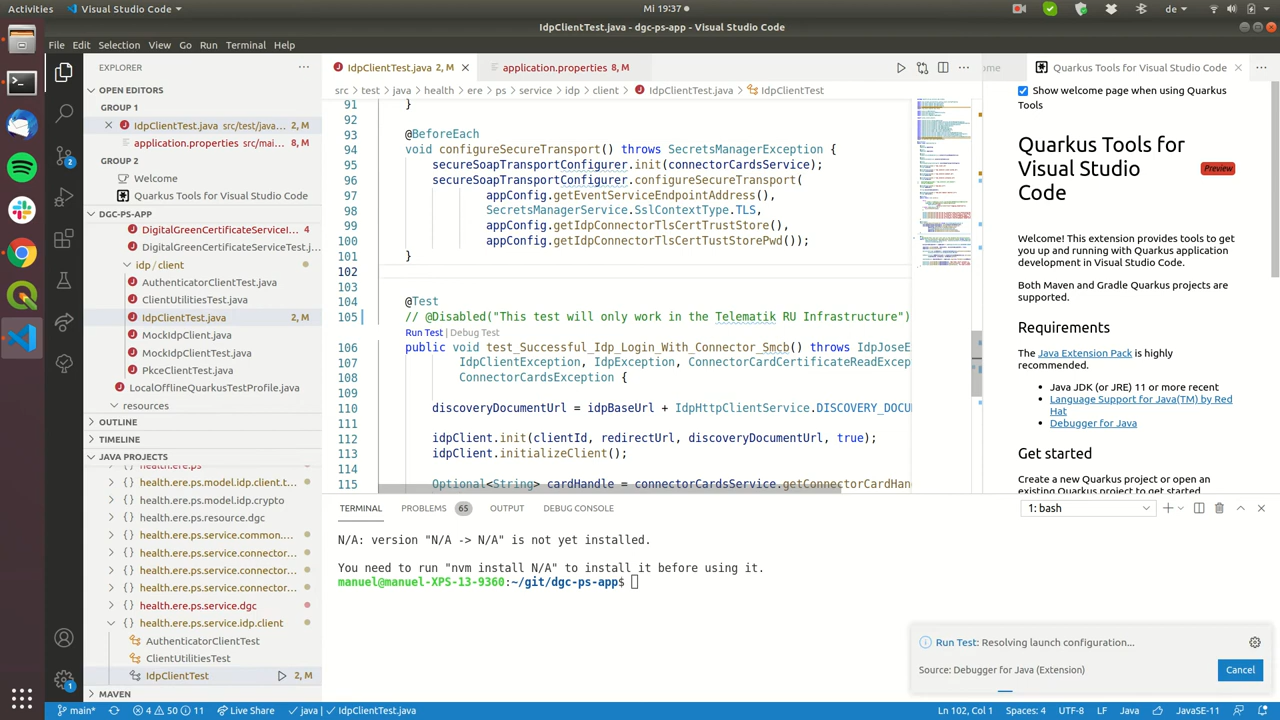 Activities
Visual Studio Code
Mi 19:37
IdpClientTest.java - dgc-ps-app - Visual Studio Code
File Edit Selection View Go Run Terminal Help
EXPLORER
OPEN EDITORS
GROUP 1
IdpClientTest.java src/test/java... 2, M
application.properties src/mai... 8, M
GROUP 2
Welcome
Quarkus Tools for Visual Studio Code
DGC-PS-APP
DigitalGreenCertificateServiceI... 4
DigitalGreenCertificateServiceTest.j...
idp / client
AuthenticatorClientTest.java
ClientUtilitiesTest.java
IdpClientTest.java 2, M
MockIdpClient.java
MockIdpClientTest.java
PkceClientTest.java
LocalOfflineQuarkusTestProfile.java
resources
OUTLINE
TIMELINE
JAVA PROJECTS
health.ere.ps
health.ere.ps.model.idp.client.t...
health.ere.ps.model.idp.crypto
health.ere.ps.resource.dgc
health.ere.ps.service.common....
health.ere.ps.service.connector...
health.ere.ps.service.connector...
health.ere.ps.service.connector...
health.ere.ps.service.dgc
health.ere.ps.service.idp.client
AuthenticatorClientTest
ClientUtilitiesTest
IdpClientTest 2, M
MAVEN
IdpClientTest.java 2, M
application.properties 8, M
src > test > java > health > ere > ps > service > idp > client > IdpClientTest.java > IdpClientTest
91 }
92
93 @BeforeEach
94 void configureSecureTransport() throws SecretsManagerException {
95 secureSoapTransportConfigurer.init(connectorCardsService);
96 secureSoapTransportConfigurer.configureSecureTransport(
97 appConfig.getEventServiceEndpointAddress(),
98 SecretsManagerService.SslContextType.TLS,
99 appConfig.getIdpConnectorTlsCertTrustStore(),
100 appConfig.getIdpConnectorTlsCertTrustStorePwd());
101 }
102
103
104 @Test
105 // @Disabled("This test will only work in the Telematik RU Infrastructure")
Run Test | Debug Test
106 public void test_Successful_Idp_Login_With_Connector_Smcb() throws IdpJoseE
107 IdpClientException, IdpException, ConnectorCardCertificateReadExcep
108 ConnectorCardsException {
109
110 discoveryDocumentUrl = idpBaseUrl + IdpHttpClientService.DISCOVERY_DOCU
111
112 idpClient.init(clientId, redirectUrl, discoveryDocumentUrl, true);
113 idpClient.initializeClient();
114
115 Optional<String> cardHandle = connectorCardsService.getConnectorCardHan
ome
Quarkus Tools for Visual Studio Code
Show welcome page when using Quarkus
Tools
Quarkus Tools for
Visual Studio
Code
Preview
Welcome! This extension provides tools to get
you up and running with Quarkus application
development in Visual Studio Code.
Both Maven and Gradle Quarkus projects are
supported.
Requirements
The Java Extension Pack is highly
recommended.
Java JDK (or JRE) 11 or more recent
Language Support for Java(TM) by Red
Hat
Debugger for Java
Get started
Create a new Quarkus project or open an
existing Quarkus project to get started
TERMINAL PROBLEMS 65 OUTPUT DEBUG CONSOLE
1: bash
N/A: version "N/A -> N/A" is not yet installed.
You need to run "nvm install N/A" to install it before using it.
manuel@manuel-XPS-13-9360:~/git/dgc-ps-app$
Run Test: Resolving launch configuration...
Source: Debugger for Java (Extension)
Cancel
main* 4 50 11 Live Share java | IdpClientTest.java
Ln 102, Col 1 Spaces: 4 UTF-8 LF Java JavaSE-11
2
1